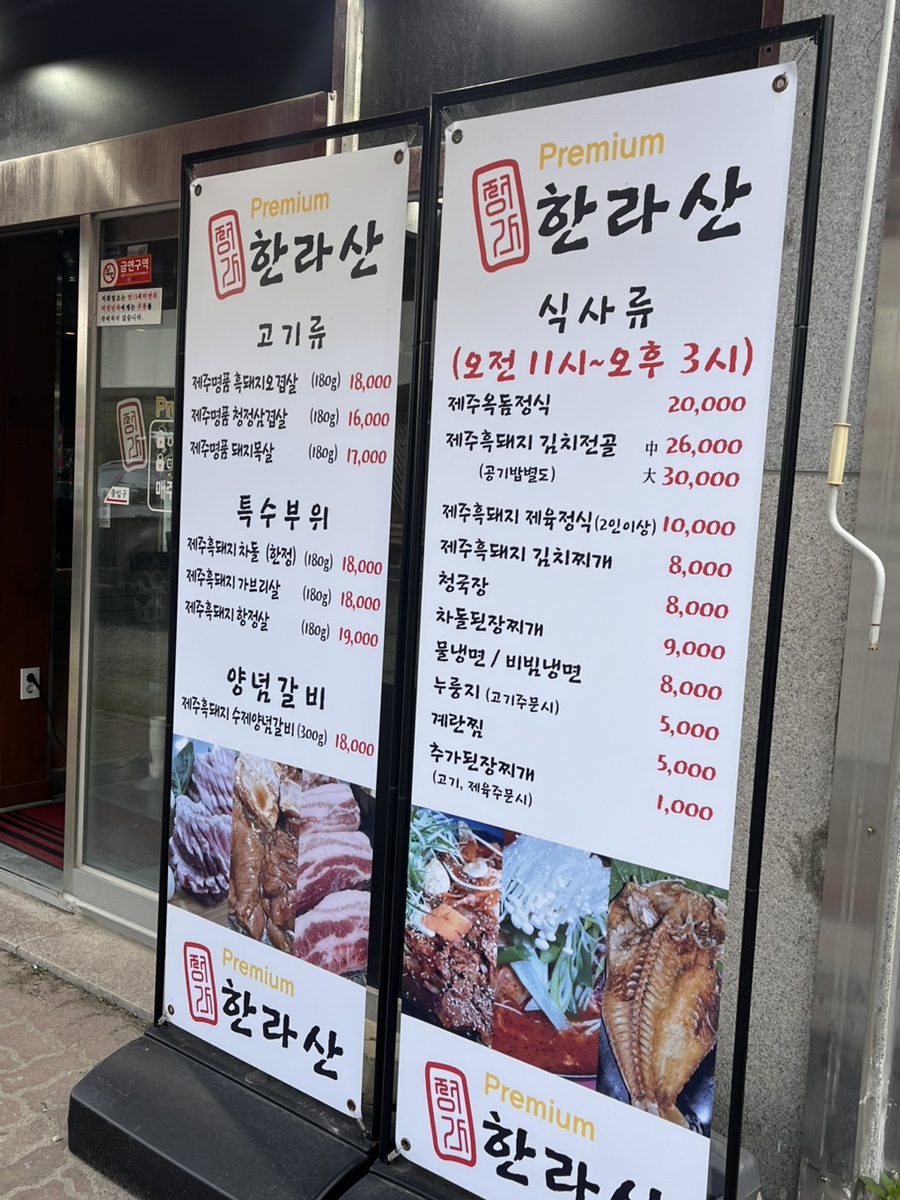 금연구역
출입구
Premium
한라산
고기류
제주명품 흑돼지오겹살 (180g) 18,000
제주명품 청정삼겹살 (180g) 16,000
제주명품 돼지목살 (180g) 17,000
특수부위
제주흑돼지 차돌 (한정) (180g) 18,000
제주흑돼지 가브리살 (180g) 18,000
제주흑돼지 항정살 (180g) 19,000
양념갈비
제주흑돼지 수제양념갈비 (300g) 18,000
Premium
한라산
Premium
한라산
식사류
(오전 11시~오후 3시)
제주옥돔정식 20,000
제주흑돼지 김치전골 中 26,000
(공기밥별도) 大 30,000
제주흑돼지 제육정식(2인이상) 10,000
제주흑돼지 김치찌개 8,000
청국장 8,000
차돌된장찌개 9,000
물냉면 / 비빔냉면 8,000
누룽지 (고기주문시) 5,000
계란찜 5,000
추가된장찌개 1,000
(고기, 제육주문시)
Premium
한라산